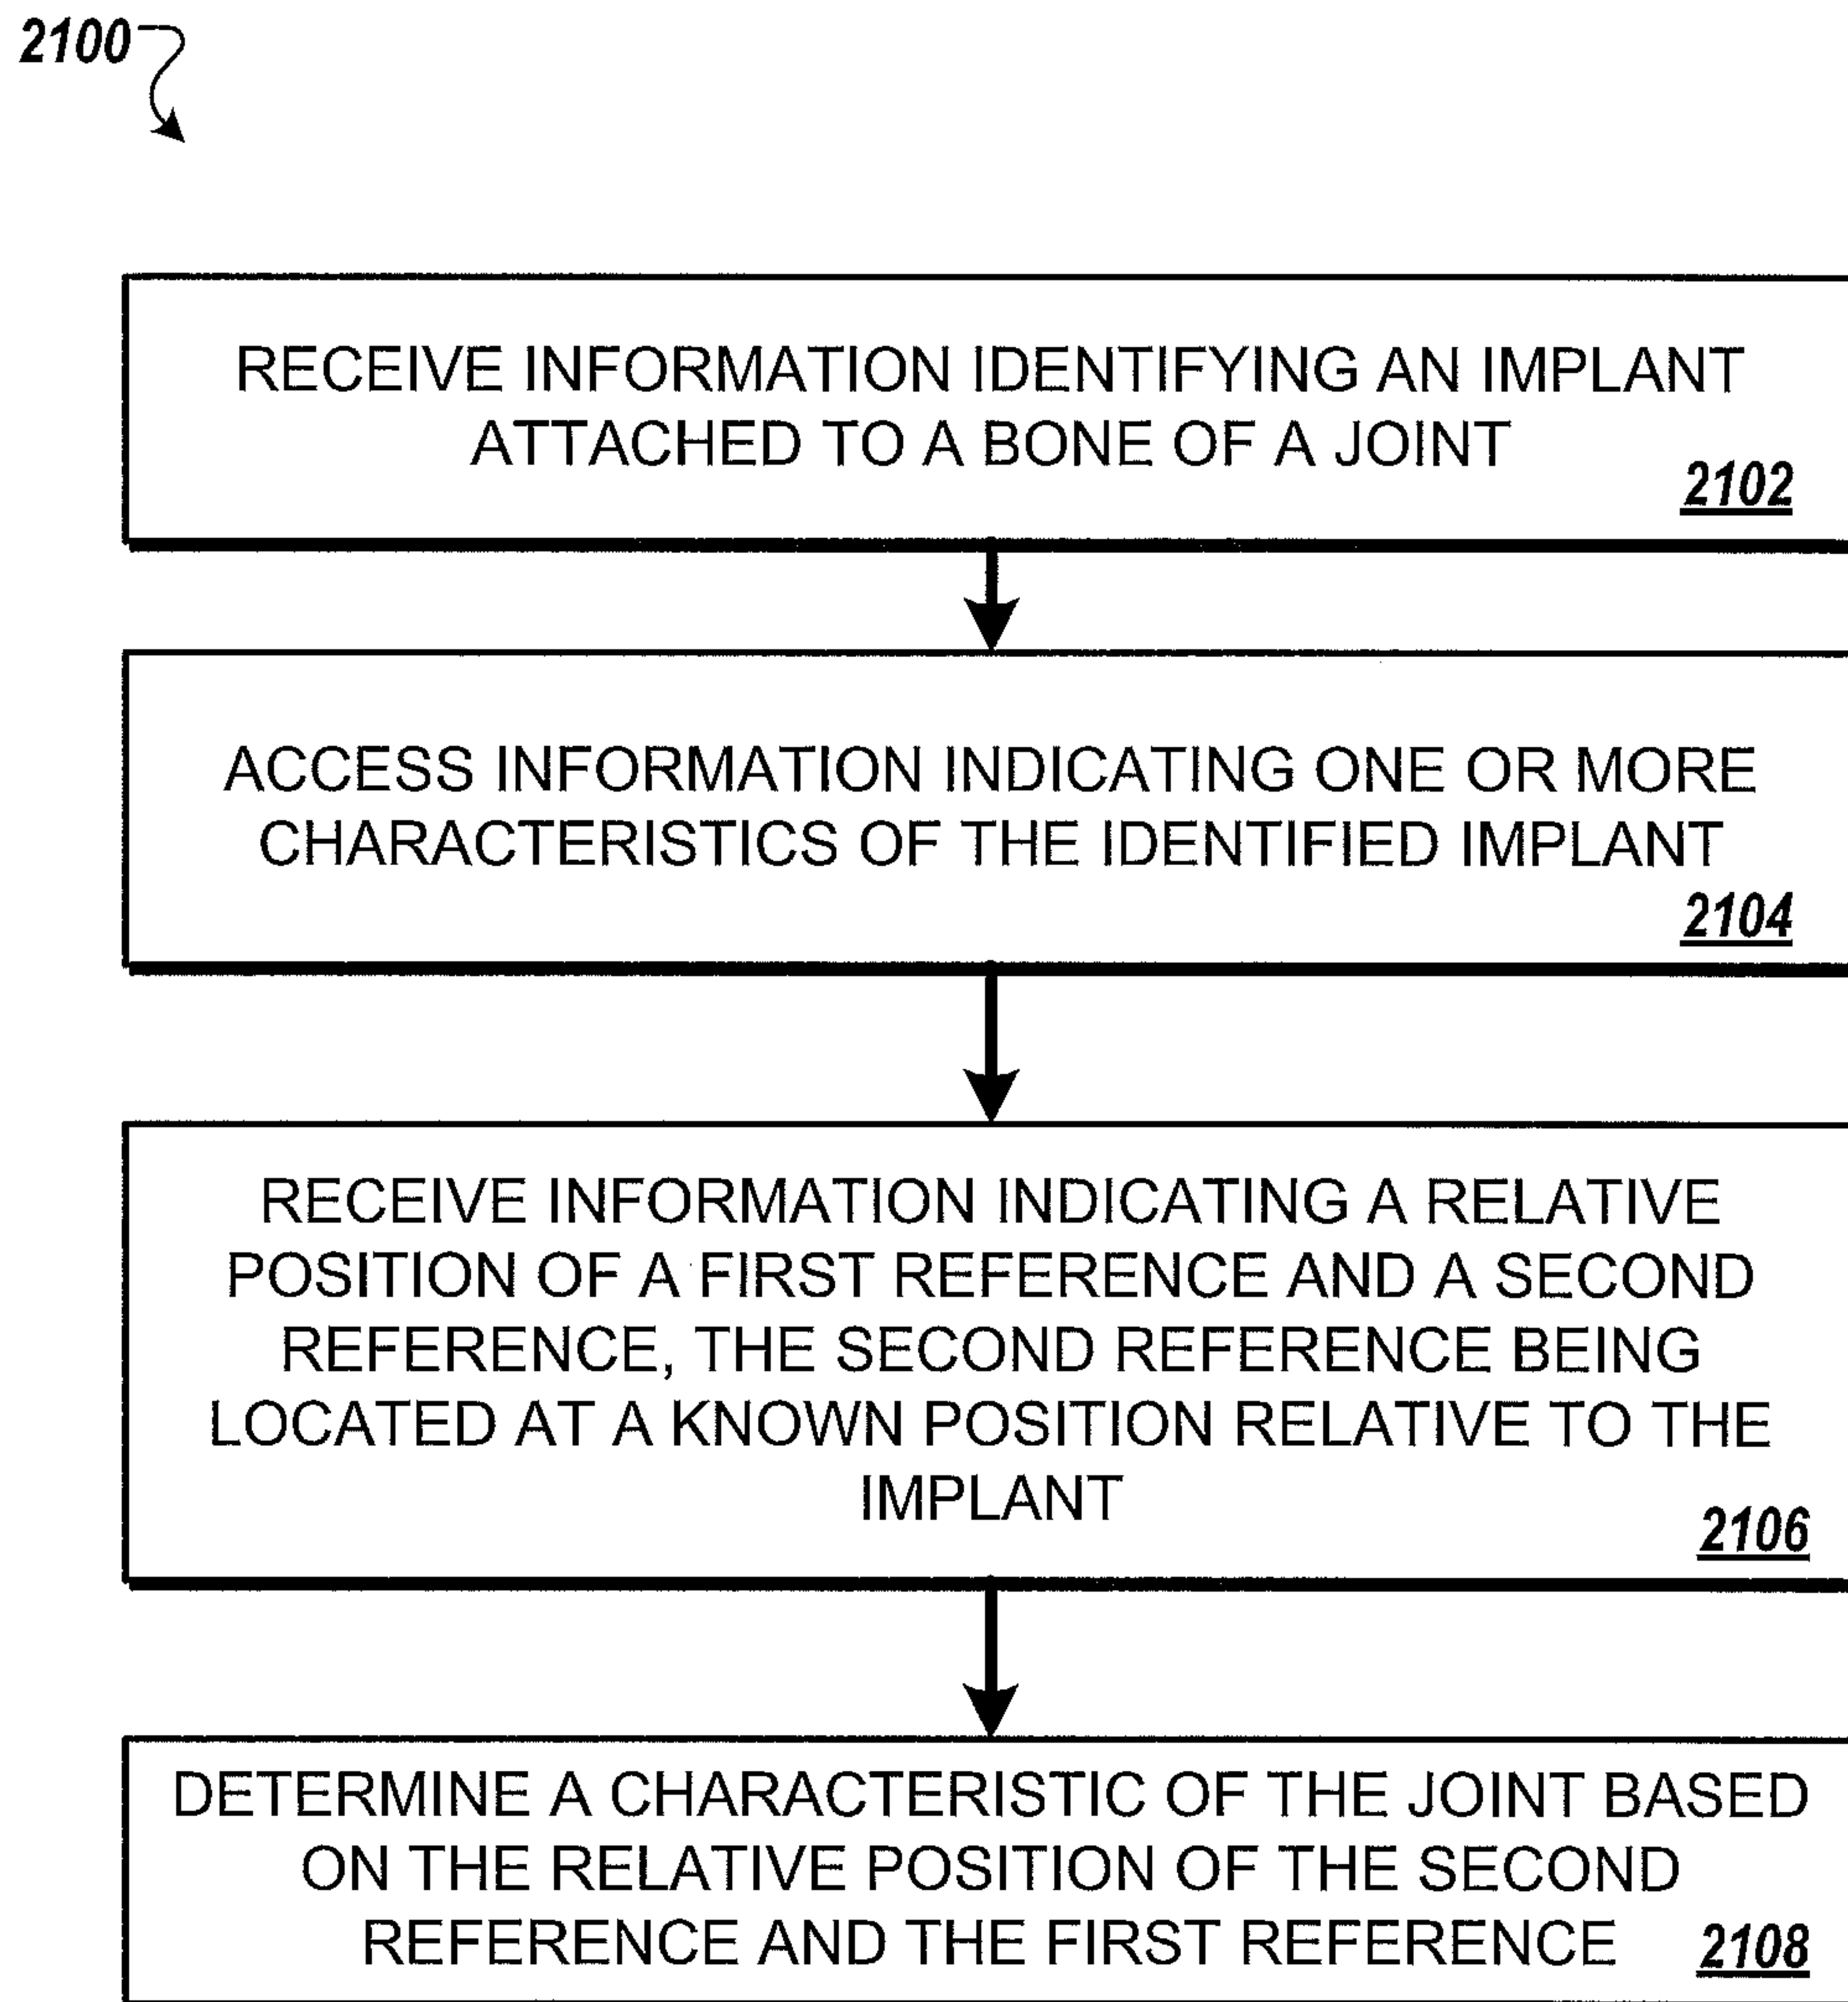 2100
RECEIVE INFORMATION IDENTIFYING AN IMPLANT
ATTACHED TO A BONE OF A JOINT
2102
ACCESS INFORMATION INDICATING ONE OR MORE
CHARACTERISTICS OF THE IDENTIFIED IMPLANT
2104
RECEIVE INFORMATION INDICATING A RELATIVE
POSITION OF A FIRST REFERENCE AND A SECOND
REFERENCE, THE SECOND REFERENCE BEING
LOCATED AT A KNOWN POSITION RELATIVE TO THE
IMPLANT
2106
DETERMINE A CHARACTERISTIC OF THE JOINT BASED
ON THE RELATIVE POSITION OF THE SECOND
REFERENCE AND THE FIRST REFERENCE 2108